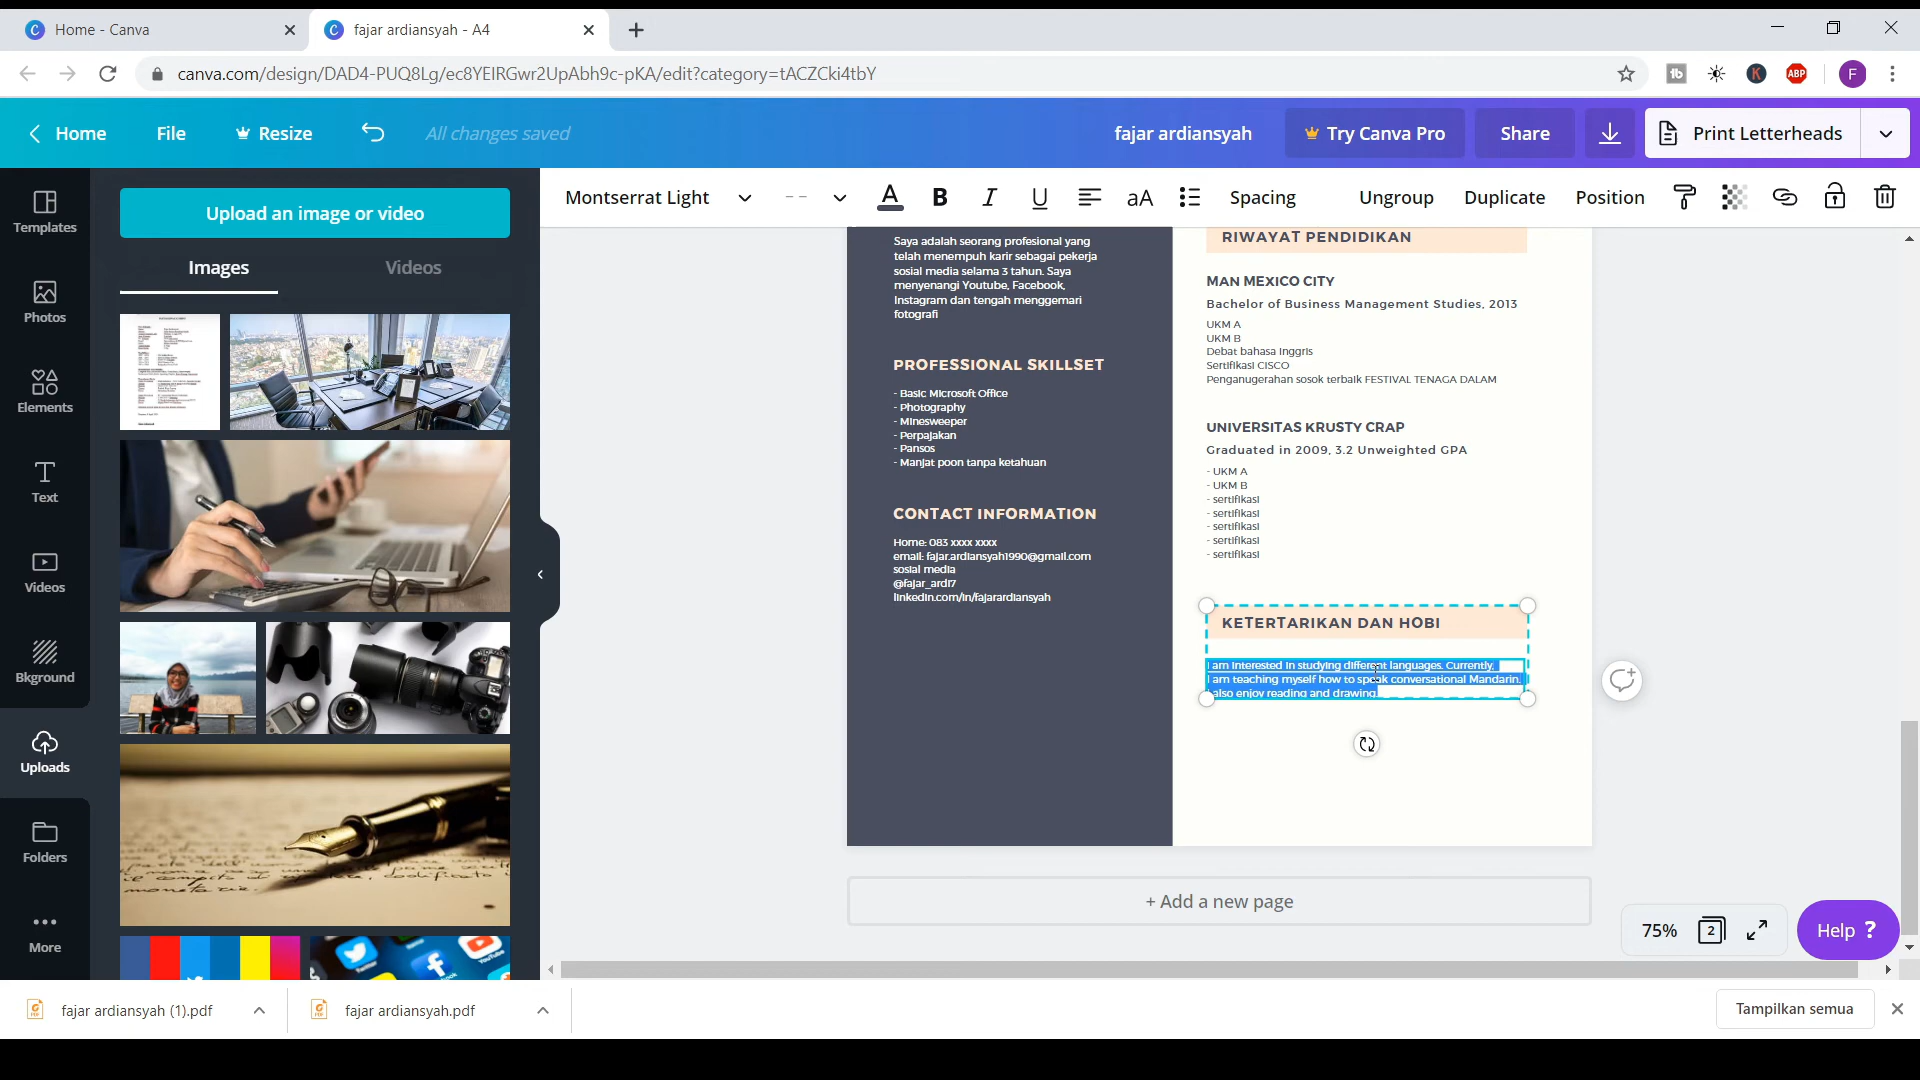 Home - Canva
fajar ardiansyah - A4
canva.com/design/DAD4-PUQ8Lg/ec8YEIRGwr2UpAbh9c-pKA/edit?category=tACZCki4tbY
ABP
F
Home
File
Resize
All changes saved
fajar ardiansyah
Try Canva Pro
Share
Print Letterheads
Montserrat Light
- -
A
B
I
U
aA
Spacing
Ungroup
Duplicate
Position
Templates
Photos
Elements
Text
Videos
Bkground
Uploads
Folders
More
Upload an image or video
Images
Videos
Saya adalah seorang profesional yang
telah menempuh karir sebagai pekerja
sosial media selama 3 tahun. Saya
menyenangi Youtube, Facebook,
Instagram dan tengah menggemari
fotografi
PROFESSIONAL SKILLSET
- Basic Microsoft Office
- Photography
- Minesweeper
- Perpajakan
- Pansos
- Manjat poon tanpa ketahuan
CONTACT INFORMATION
Home: 083 xxxx xxxx
email: fajar.ardiansyah1990@gmail.com
sosial media
@fajar_ardi7
linkedin.com/in/fajarardiansyah
RIWAYAT PENDIDIKAN
MAN MEXICO CITY
Bachelor of Business Management Studies, 2013
UKM A
UKM B
Debat bahasa Inggris
Sertifikasi CISCO
Penganugerahan sosok terbaik FESTIVAL TENAGA DALAM
UNIVERSITAS KRUSTY CRAP
Graduated in 2009, 3.2 Unweighted GPA
- UKM A
- UKM B
- sertifikasi
- sertifikasi
- sertifikasi
- sertifikasi
- sertifikasi
KETERTARIKAN DAN HOBI
I am interested in studying different languages. Currently,
I am teaching myself how to speak conversational Mandarin.
I also enjoy reading and drawing.
+ Add a new page
75%
2
Help ?
fajar ardiansyah (1).pdf
fajar ardiansyah.pdf
Tampilkan semua